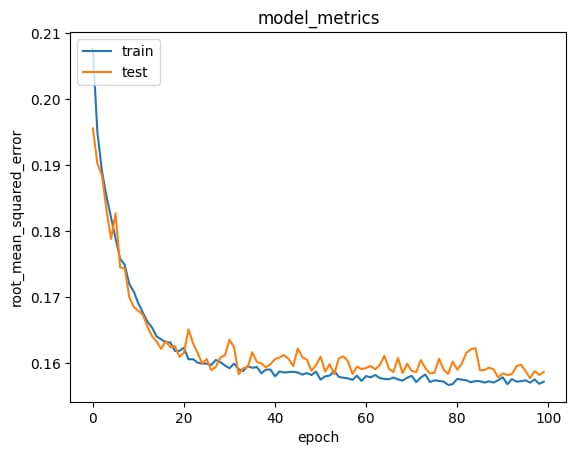 model_metrics
train
test
root_mean_squared_error
0.21
0.20
0.19
0.18
0.17
0.16
0
20
40
60
80
100
epoch